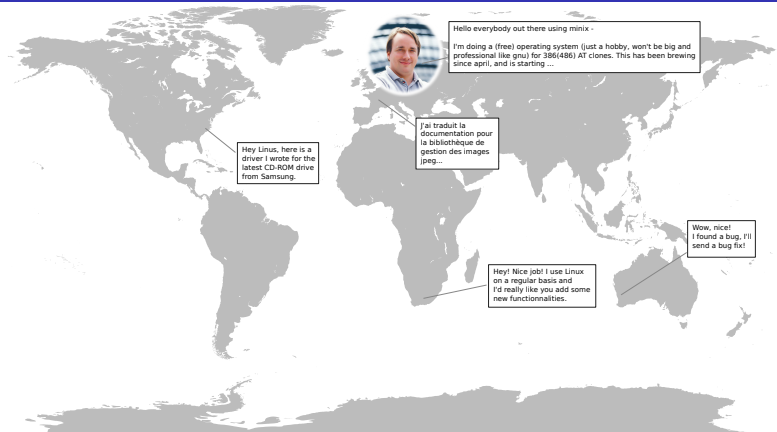 Hello everybody out there using minix -
I'm doing a (free) operating system (just a hobby, won't be big and
professional like gnu) for 386(486) AT clones. This has been brewing
since april, and is starting ...
J'ai traduit la
documentation pour
la bibliothèque de
gestion des images
jpeg...
Hey Linus, here is a
driver I wrote for the
latest CD-ROM drive
from Samsung.
Wow, nice!
I found a bug, I'll
send a bug fix!
Hey! Nice job! I use Linux
on a regular basis and
I'd really like you add some
new functionnalities.